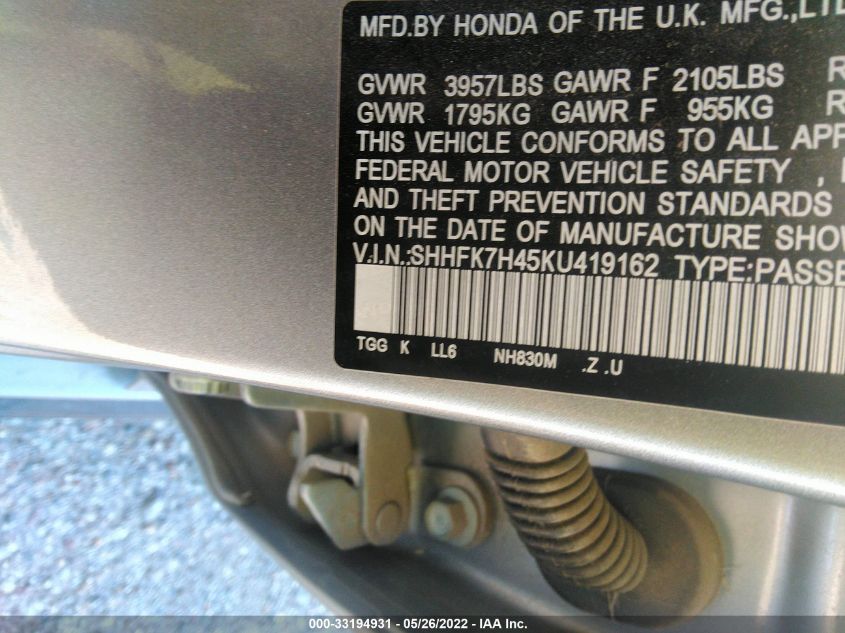 MFD.BY HONDA OF THE U.K. MFG.,LTD
GVWR 3957LBS GAWR F 2105LBS R
GVWR 1795KG GAWR F 955KG R
THIS VEHICLE CONFORMS TO ALL APP
FEDERAL MOTOR VEHICLE SAFETY ,
AND THEFT PREVENTION STANDARDS
ON THE DATE OF MANUFACTURE SHOW
V.I.N.:SHHFK7H45KU419162 TYPE:PASSE
TGG K LL6 NH830M .Z .U
000-33194931 - 05/26/2022 - IAA Inc.